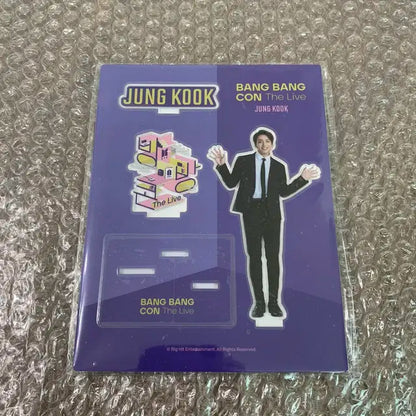 JUNG KOOK
BANG BANG
CON The Live
JUNG KOOK
The Live
BANG BANG
CON The Live
© Big Hit Entertainment. All Rights Reserved.